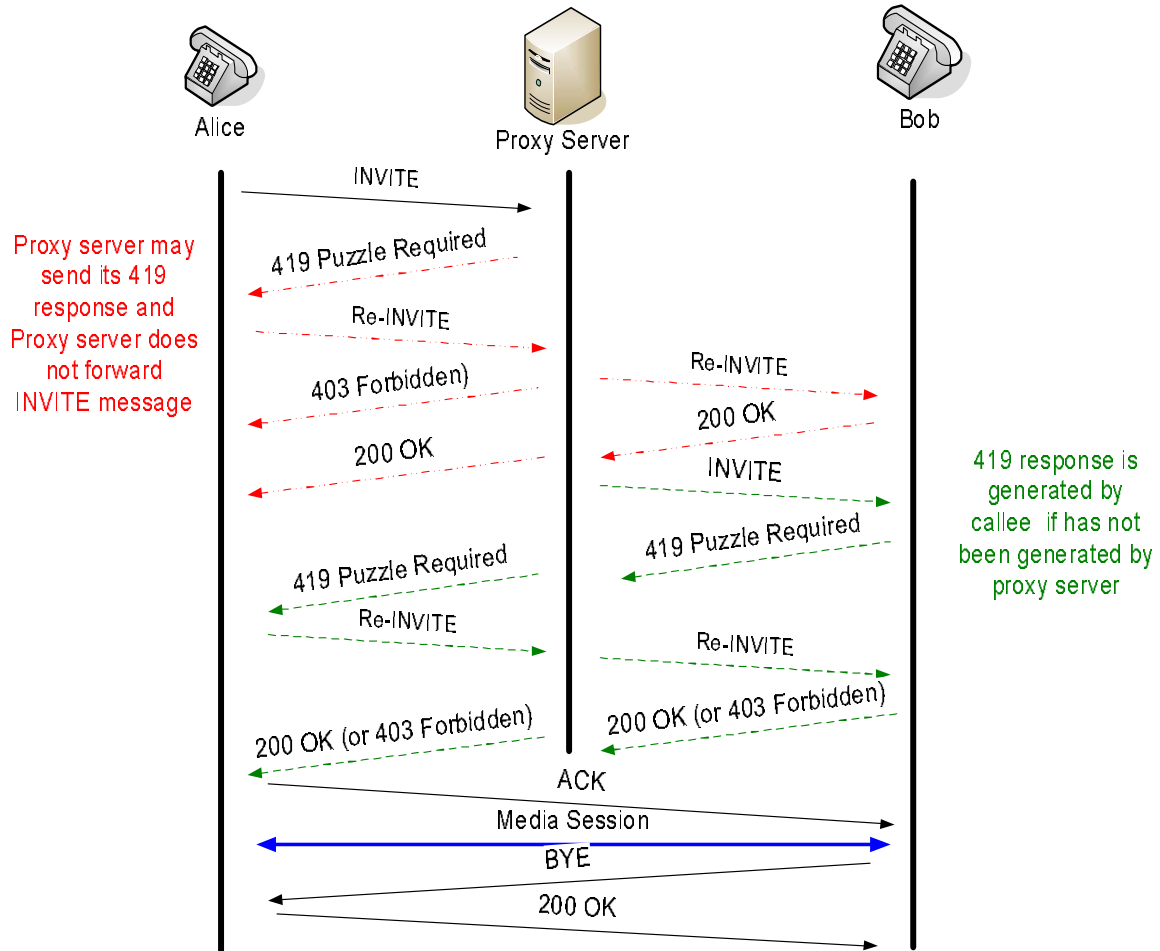 Alice
Proxy Server
Bob
INVITE
Proxy server may
send its 419
response and
Proxy server does
not forward
INVITE message
419 Puzzle Required
Re-INVITE
403 Forbidden)
Re-INVITE
200 OK
200 OK
INVITE
419 response is
generated by
callee if has not
been generated by
proxy server
419 Puzzle Required
419 Puzzle Required
Re-INVITE
Re-INVITE
200 OK (or 403 Forbidden)
200 OK (or 403 Forbidden)
ACK
Media Session
BYE
200 OK